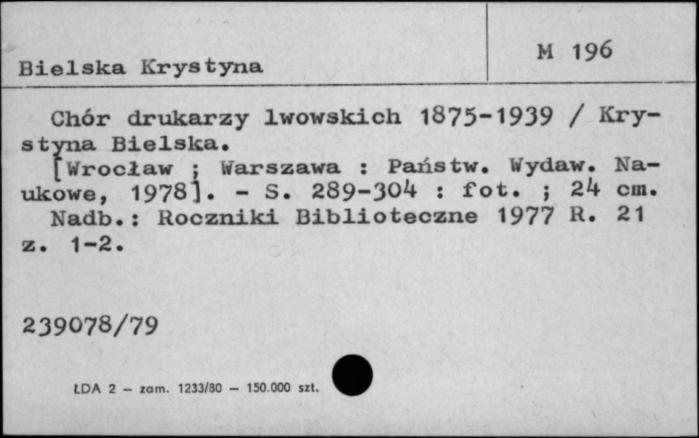 M 196
Bielska Krystyna
Chór drukarzy lwowskich 1875-1939 / Kry-
styna Bielska.
[Wrocław ; Warszawa : Państw. Wydaw. Na-
ukowe, 1978]. - S. 289-304 : fot. ; 24 cm.
Nadb.: Roczniki Biblioteczne 1977 R. 21
z. 1-2.
239078/79
ŁDA 2 — zam. 1233/80 — 150.000 szt.